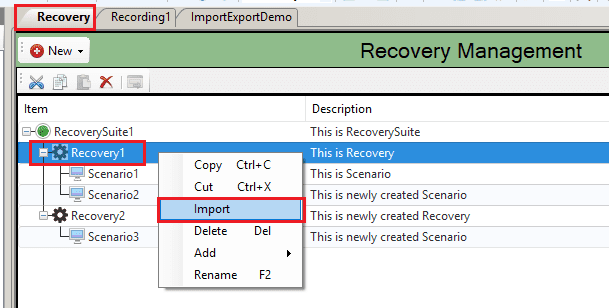 Recovery Recording1 ImportExportDemo
New Recovery Management
Item Description
RecoverySuite1 This is RecoverySuite
Recovery1 This is Recovery
Scenario1 Copy Ctrl+C This is Scenario
Scenario2 Cut Ctrl+X This is newly created Scenario
Recovery2 Import This is newly created Recovery
Scenario3 Delete Del This is newly created Scenario
Add
Rename F2